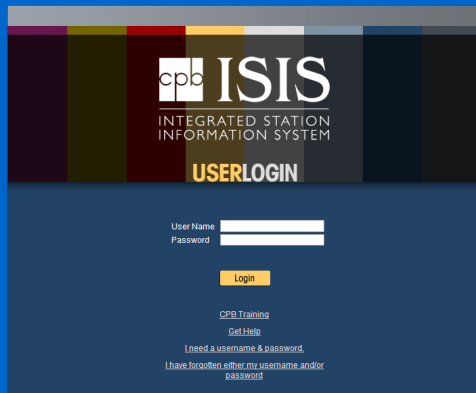 cpb ISIS
INTEGRATED STATION
INFORMATION SYSTEM
USERLOGIN
User Name
Password
Login
CPB Training
Get Help
I need a username & password.
I have forgotten either my username and/or
password